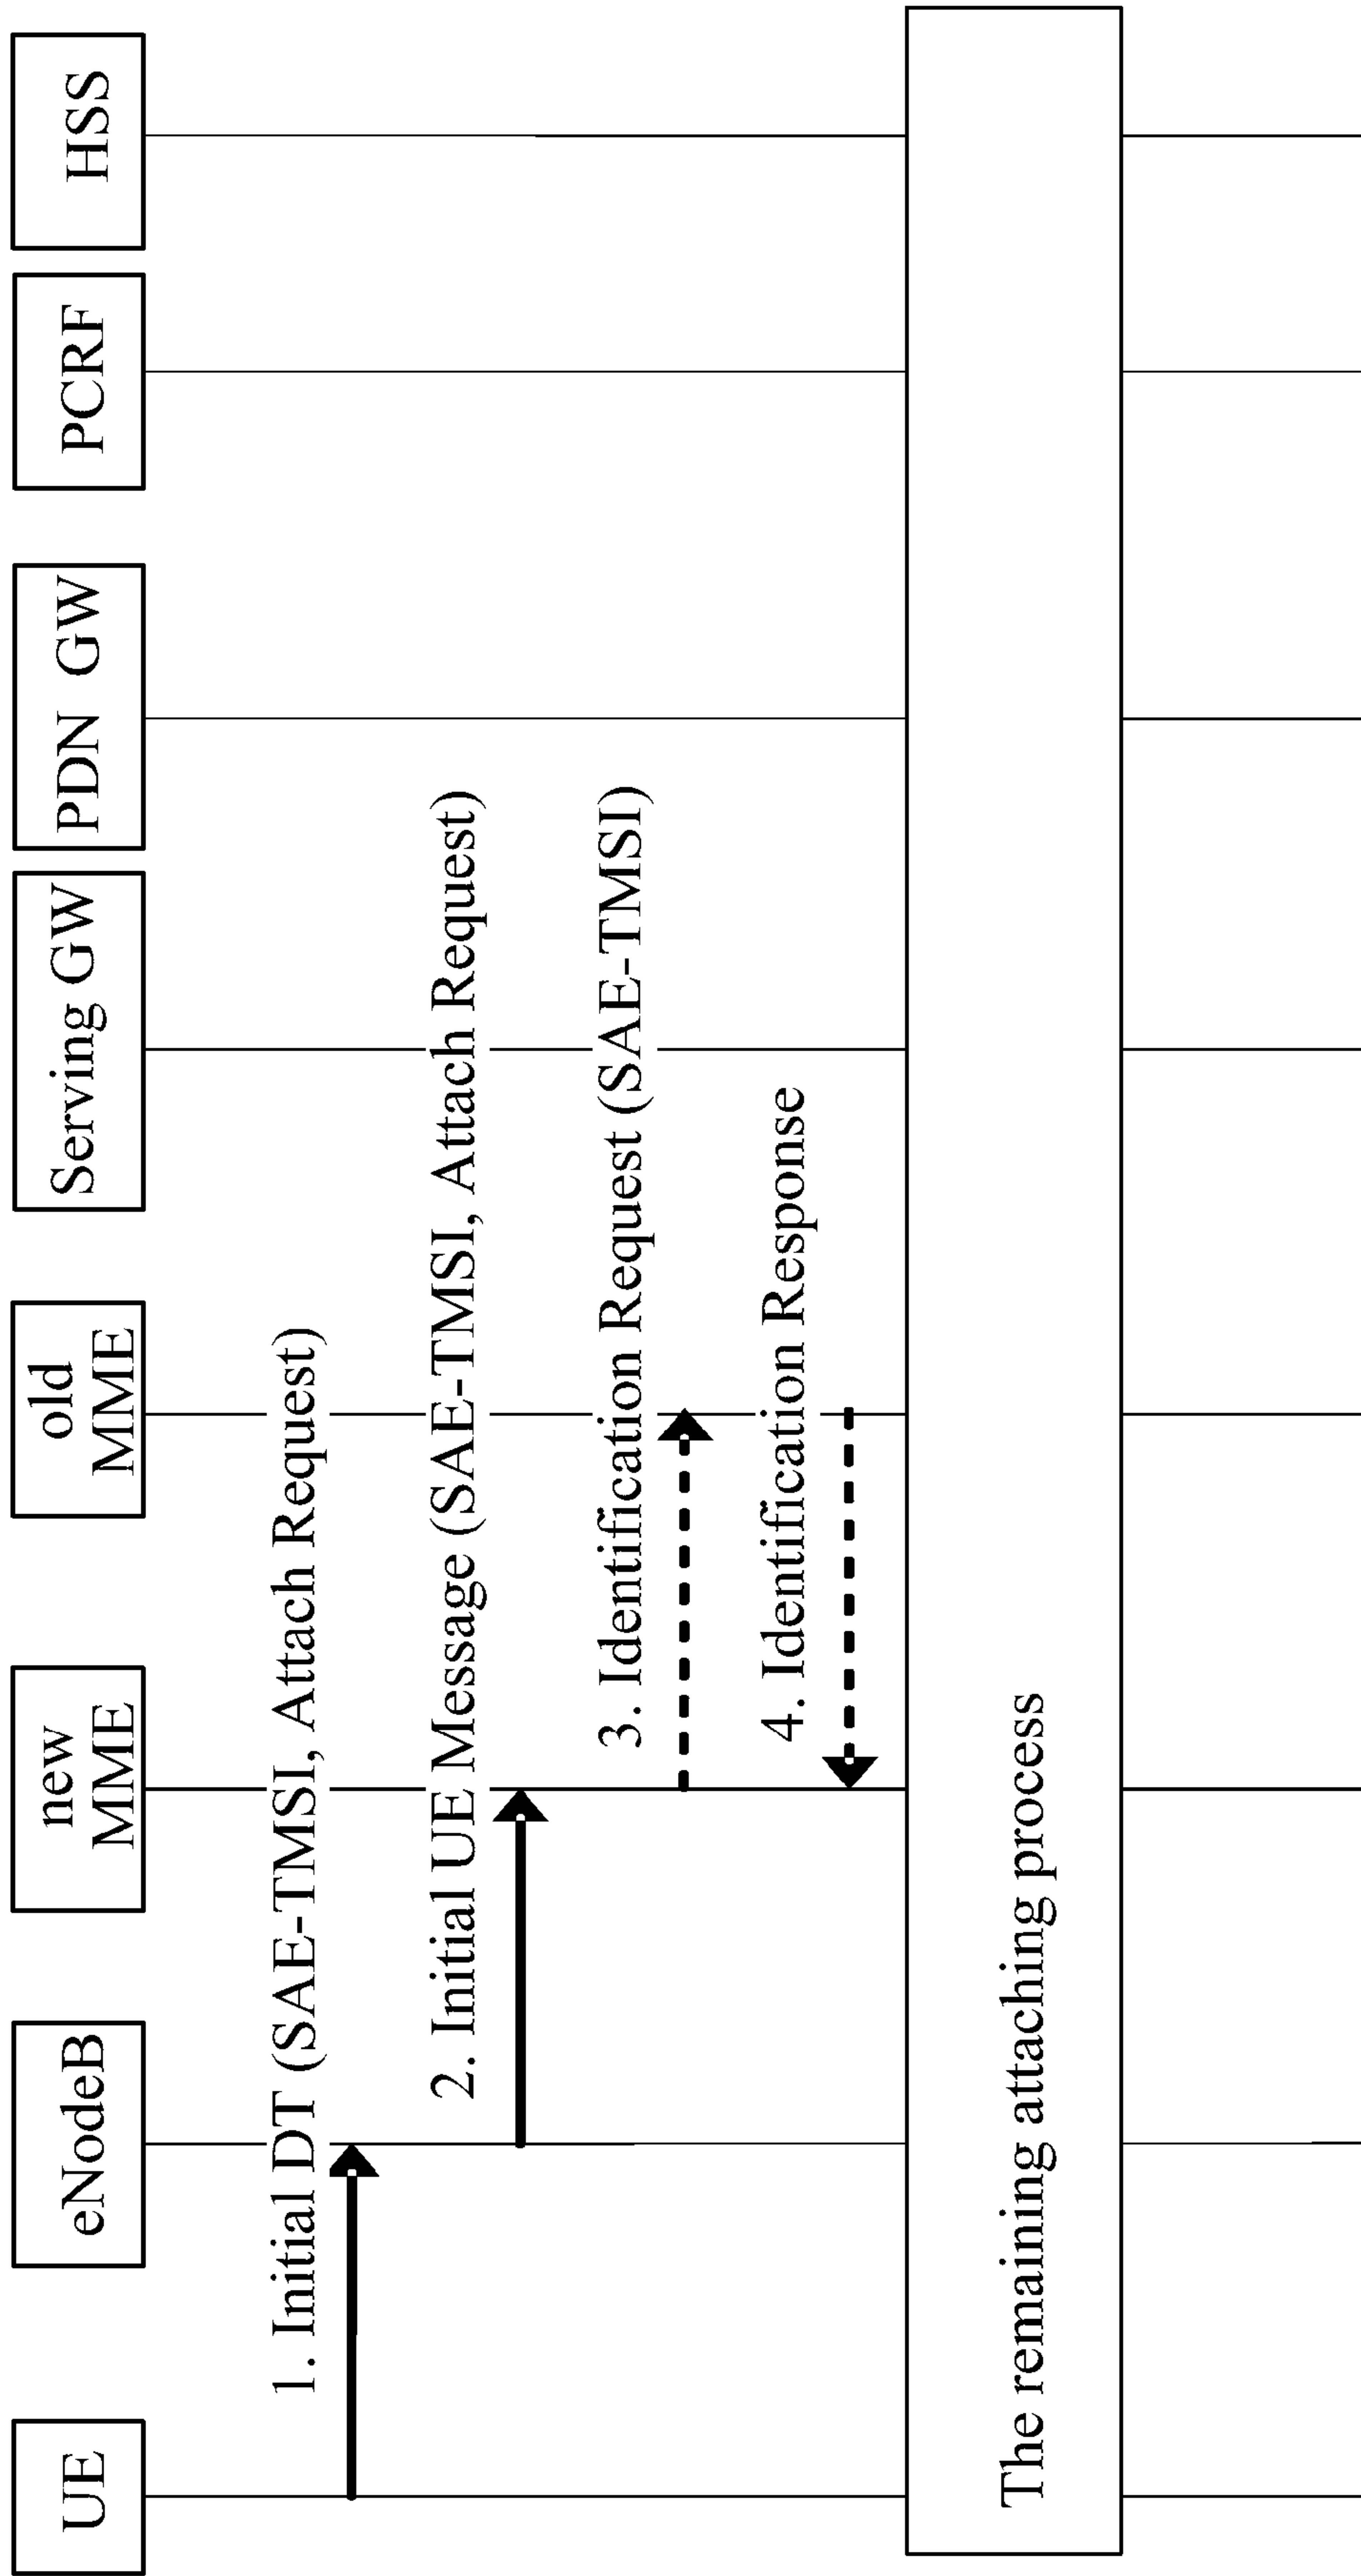 UE
eNodeB
new
MME
old
MME
Serving GW
PDN GW
PCRF
HSS
1. Initial DT (SAE-TMSI, Attach Request)
2. Initial UE Message (SAE-TMSI, Attach Request)
3. Identification Request (SAE-TMSI)
4. Identification Response
The remaining attaching process